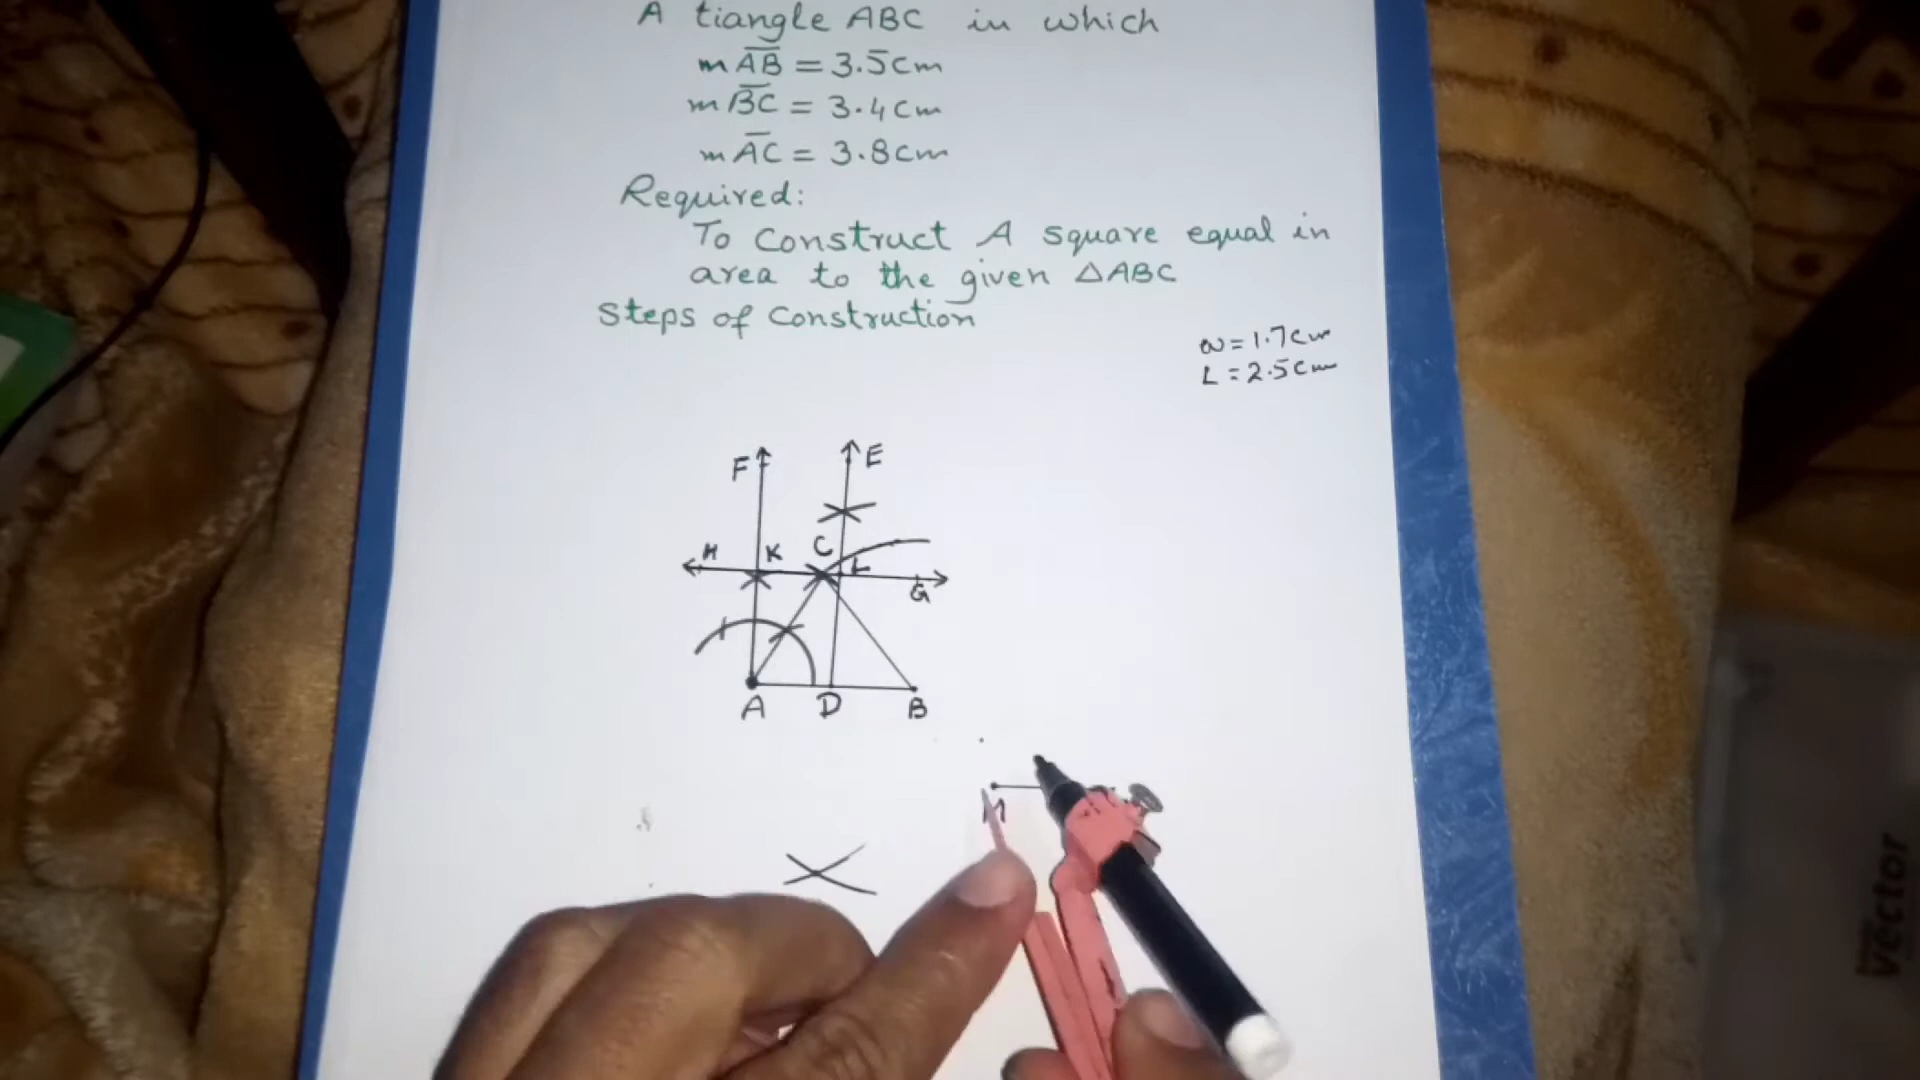 A tiangle ABC in which
mAB = 3.5cm
mBC = 3.4cm
mAC = 3.8cm
Required:
To Construct A square equal in
area to the given △ABC
Steps of Construction
w = 1.7cm
L = 2.5cm
F
E
H
K
C
L
G
A
D
B
M
Vector